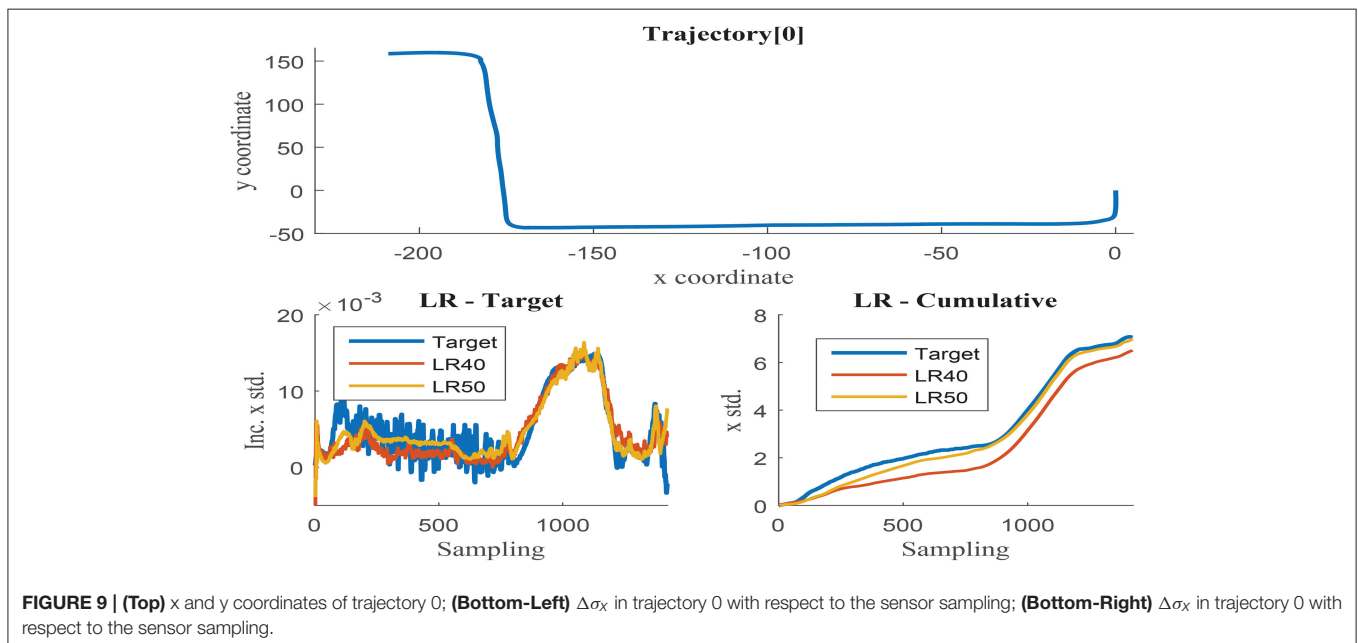 Trajectory[0]
150
100
50
0
-50
y coordinate
-200
-150
-100
-50
0
x coordinate
LR - Target
× 10⁻³
20
10
0
Inc. x std.
Target
LR40
LR50
0
500
1000
Sampling
LR - Cumulative
8
6
4
2
0
x std.
Target
LR40
LR50
0
500
1000
Sampling
FIGURE 9 | (Top) x and y coordinates of trajectory 0; (Bottom-Left) Δσx in trajectory 0 with respect to the sensor sampling; (Bottom-Right) Δσx in trajectory 0 with
respect to the sensor sampling.